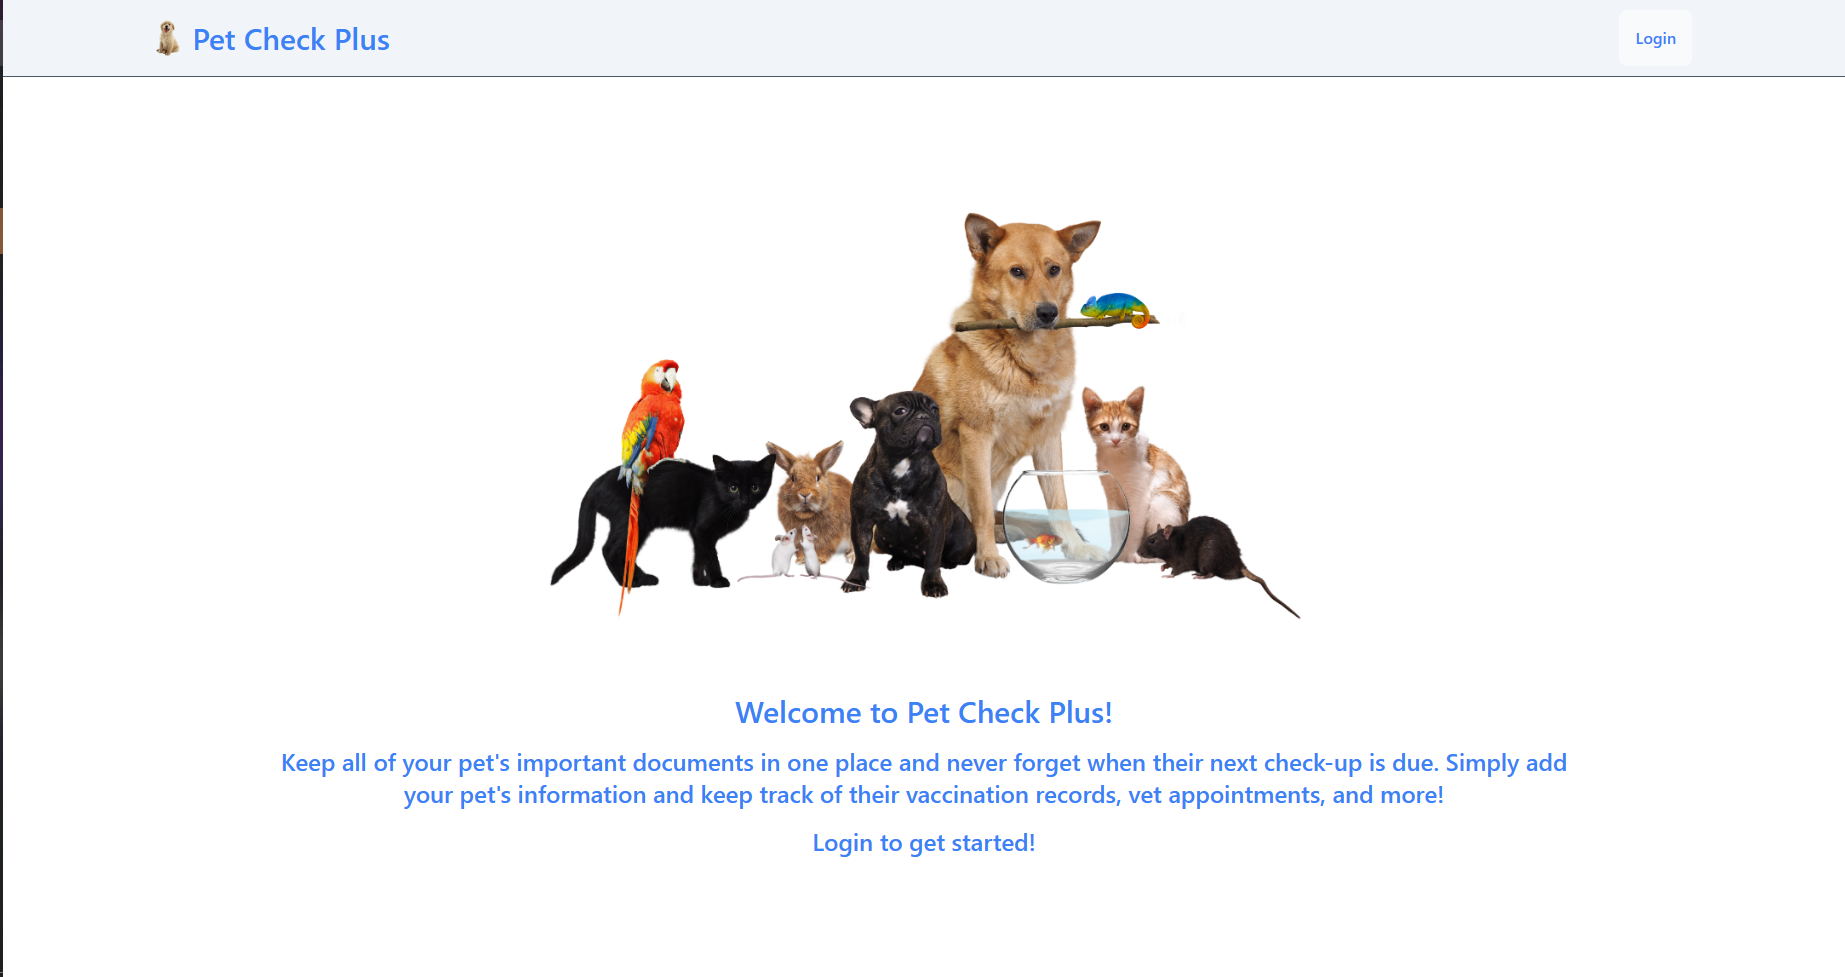 Pet Check Plus
Login
Welcome to Pet Check Plus!
Keep all of your pet's important documents in one place and never forget when their next check-up is due. Simply add
your pet's information and keep track of their vaccination records, vet appointments, and more!
Login to get started!